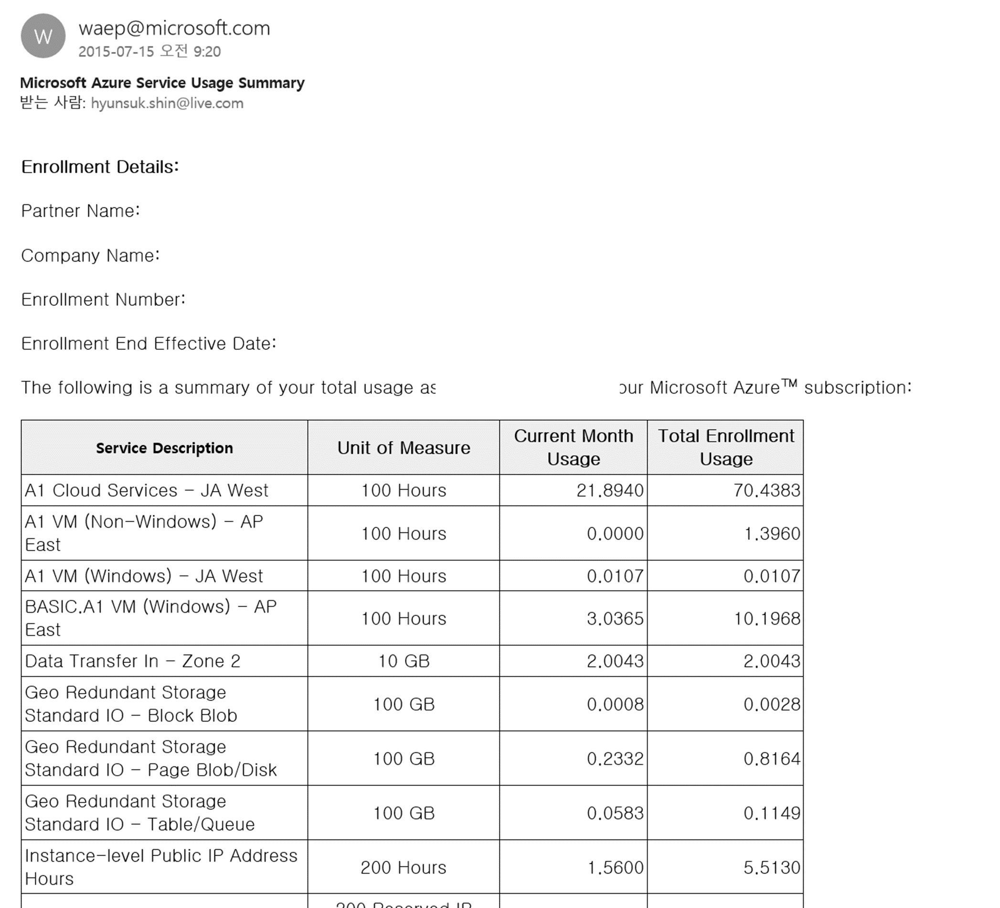 W
waep@microsoft.com
2015-07-15 오전 9:20
Microsoft Azure Service Usage Summary
받는 사람: hyunsuk.shin@live.com
Enrollment Details:
Partner Name:
Company Name:
Enrollment Number:
Enrollment End Effective Date:
The following is a summary of your total usage as our Microsoft Azure™ subscription:
Service Description Unit of Measure Current Month Usage Total Enrollment Usage
A1 Cloud Services - JA West 100 Hours 21.8940 70.4383
A1 VM (Non-Windows) - AP East 100 Hours 0.0000 1.3960
A1 VM (Windows) - JA West 100 Hours 0.0107 0.0107
BASIC.A1 VM (Windows) - AP East 100 Hours 3.0365 10.1968
Data Transfer In - Zone 2 10 GB 2.0043 2.0043
Geo Redundant Storage Standard IO - Block Blob 100 GB 0.0008 0.0028
Geo Redundant Storage Standard IO - Page Blob/Disk 100 GB 0.2332 0.8164
Geo Redundant Storage Standard IO - Table/Queue 100 GB 0.0583 0.1149
Instance-level Public IP Address Hours 200 Hours 1.5600 5.5130
200 Reserved IP